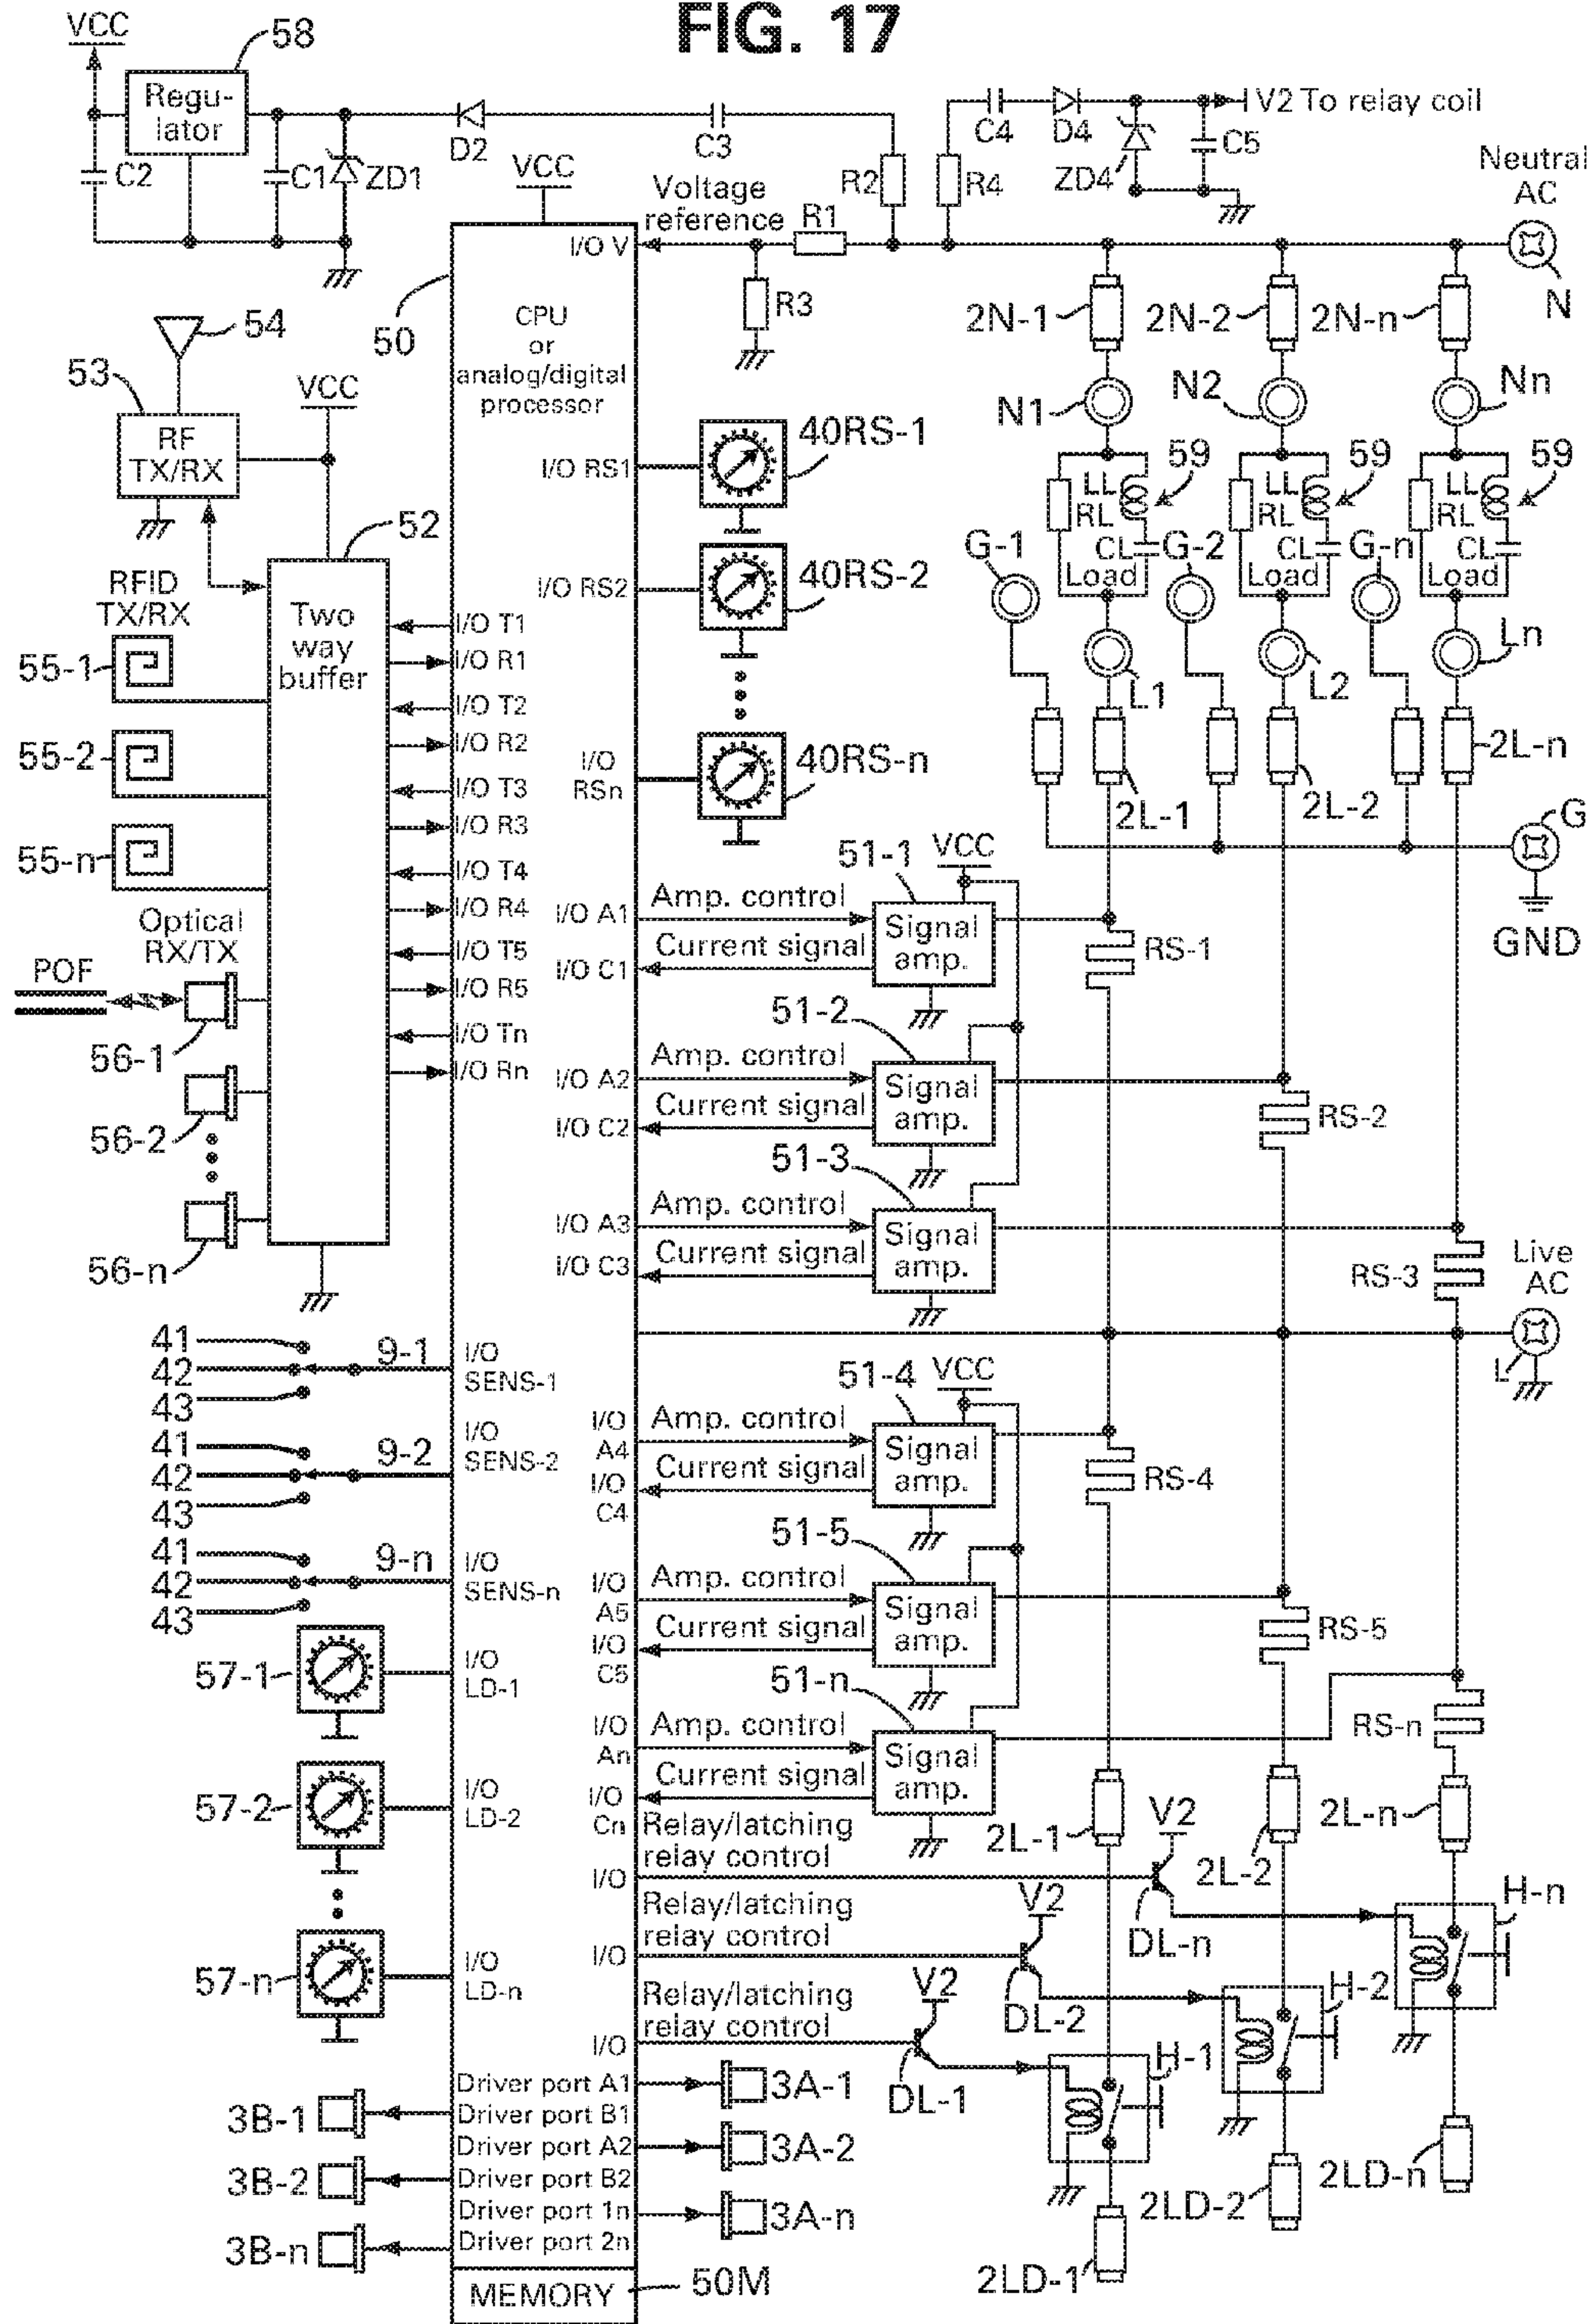 FIG. 17
VCC
58
Regu-
lator
D2
C3
C4
D4
V2 To relay coil
C2
C1
ZD1
VCC
R2
R4
ZD4
C5
Neutral
AC
Voltage
reference
R1
I/O V
N
54
50
R3
2N-1
2N-2
2N-n
CPU
or
analog/digital
processor
53
VCC
RF
TX/RX
N1
N2
Nn
I/O RS1
40RS-1
LL
RL
59
LL
RL
59
LL
RL
59
CL
CL
CL
Load
Load
Load
52
G-1
G-2
G-n
RFID
TX/RX
Two
way
buffer
I/O RS2
40RS-2
I/O T1
I/O R1
55-1
L1
L2
Ln
I/O T2
I/O R2
55-2
I/O
RSn
40RS-n
2L-n
I/O T3
I/O R3
2L-1
2L-2
G
55-n
I/O T4
I/O R4
51-1
VCC
GND
Optical
RX/TX
I/O A1
Amp. control
Signal
amp.
RS-1
I/O T5
I/O C1
Current signal
POF
I/O R5
56-1
I/O Tn
I/O Rn
51-2
I/O A2
Amp. control
Signal
amp.
RS-2
I/O C2
Current signal
56-2
51-3
I/O A3
Amp. control
Signal
amp.
I/O C3
Current signal
RS-3
Live
AC
56-n
L
41
42
43
9-1
I/O
SENS-1
51-4
VCC
I/O
A4
Amp. control
Signal
amp.
RS-4
41
42
43
9-2
I/O
SENS-2
I/O
C4
Current signal
51-5
41
42
43
9-n
I/O
SENS-n
I/O
A5
Amp. control
Signal
amp.
RS-5
I/O
C5
Current signal
57-1
I/O
LD-1
51-n
I/O
An
Amp. control
Signal
amp.
RS-n
I/O
Cn
Current signal
57-2
I/O
LD-2
2L-1
2L-2
2L-n
Relay/latching
relay control
I/O
V2
DL-n
H-n
Relay/latching
relay control
I/O
V2
DL-2
H-2
57-n
I/O
LD-n
Relay/latching
relay control
I/O
V2
DL-1
H-1
Driver port A1
3A-1
3B-1
Driver port B1
Driver port A2
3A-2
3B-2
Driver port B2
Driver port 1n
3A-n
3B-n
Driver port 2n
2LD-1
2LD-2
2LD-n
MEMORY
50M